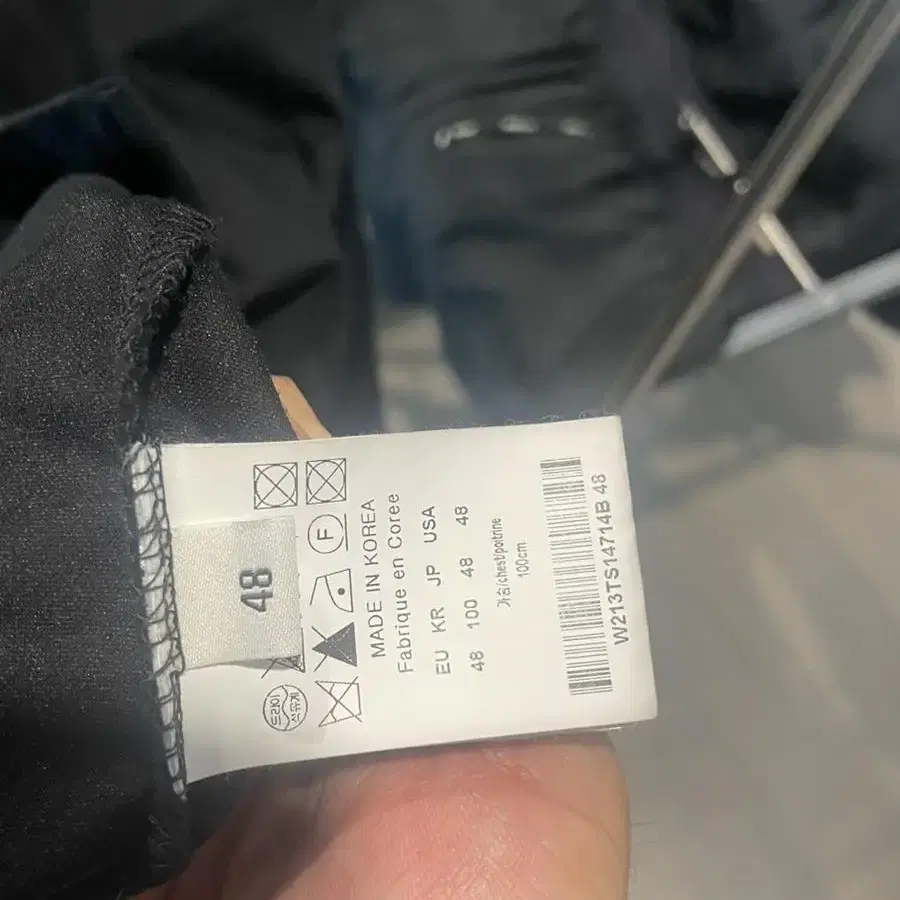 48
드라이
석유계
F
MADE IN KOREA
Fabrique en Coree
EU KR JP USA
48 100 48 48
가슴/chest/poitrine
100cm
W213TS14714B 48